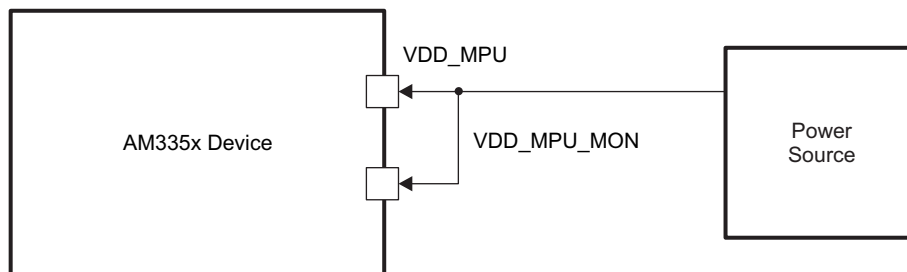 VDD_MPU
AM335x Device
VDD_MPU_MON
Power
Source